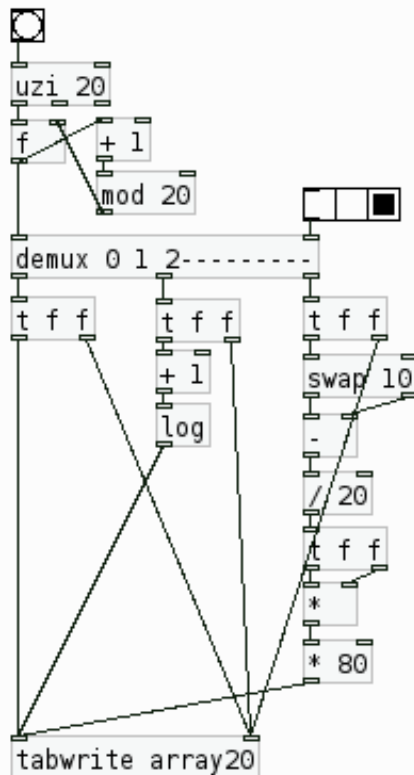 uzi 20
f
+ 1
mod 20
demux 0 1 2---------
t f f
t f f
t f f
+ 1
swap 10
log
-
/ 20
t f f
*
* 80
tabwrite array20